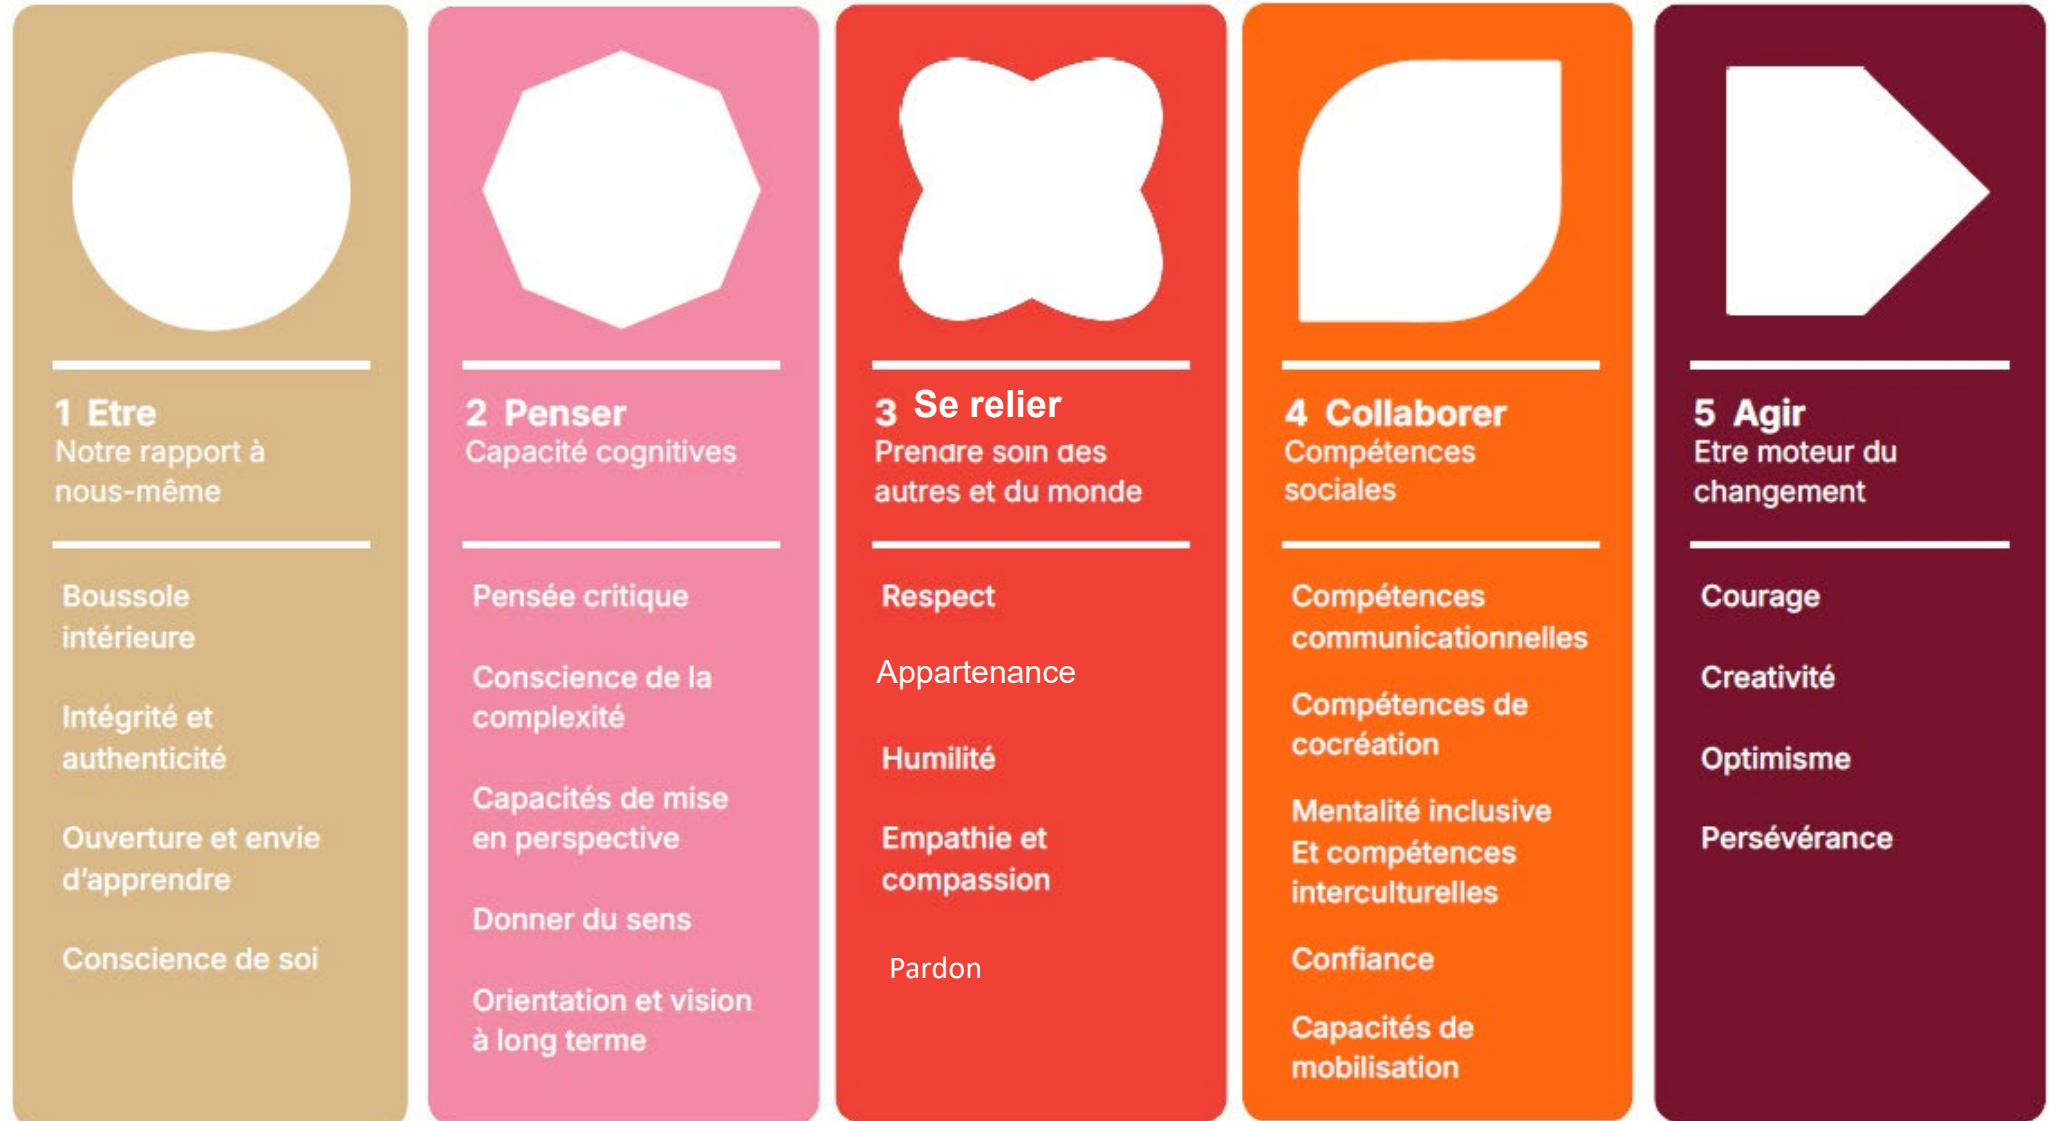 1 Etre
Notre rapport à
nous-même
Boussole
intérieure
Intégrité et
authenticité
Ouverture et envie
d'apprendre
Conscience de soi
2 Penser
Capacité cognitives
Pensée critique
Conscience de la
complexité
Capacités de mise
en perspective
Donner du sens
Orientation et vision
à long terme
3 Se relier
Prendre soin des
autres et du monde
Respect
Appartenance
Humilité
Empathie et
compassion
Pardon
4 Collaborer
Compétences
sociales
Compétences
communicationnelles
Compétences de
cocréation
Mentalité inclusive
Et compétences
interculturelles
Confiance
Capacités de
mobilisation
5 Agir
Etre moteur du
changement
Courage
Creativité
Optimisme
Persévérance